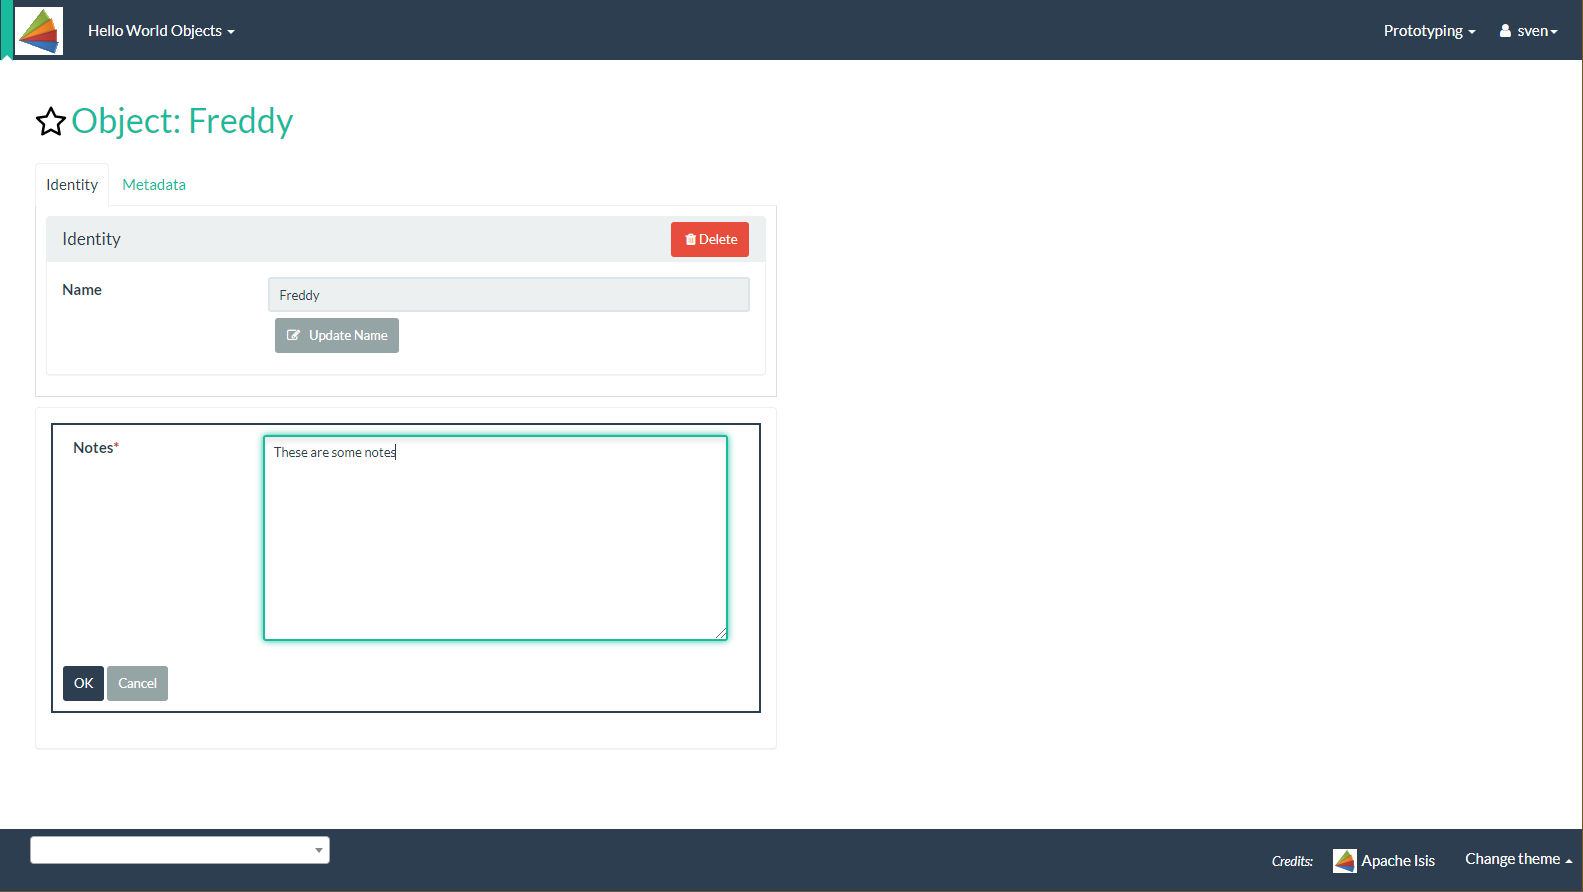 Hello World Objects
Prototyping
sven
Object: Freddy
Identity
Metadata
Identity
Delete
Name
Freddy
Update Name
Notes*
These are some notes
OK
Cancel
Credits:
Apache Isis
Change theme